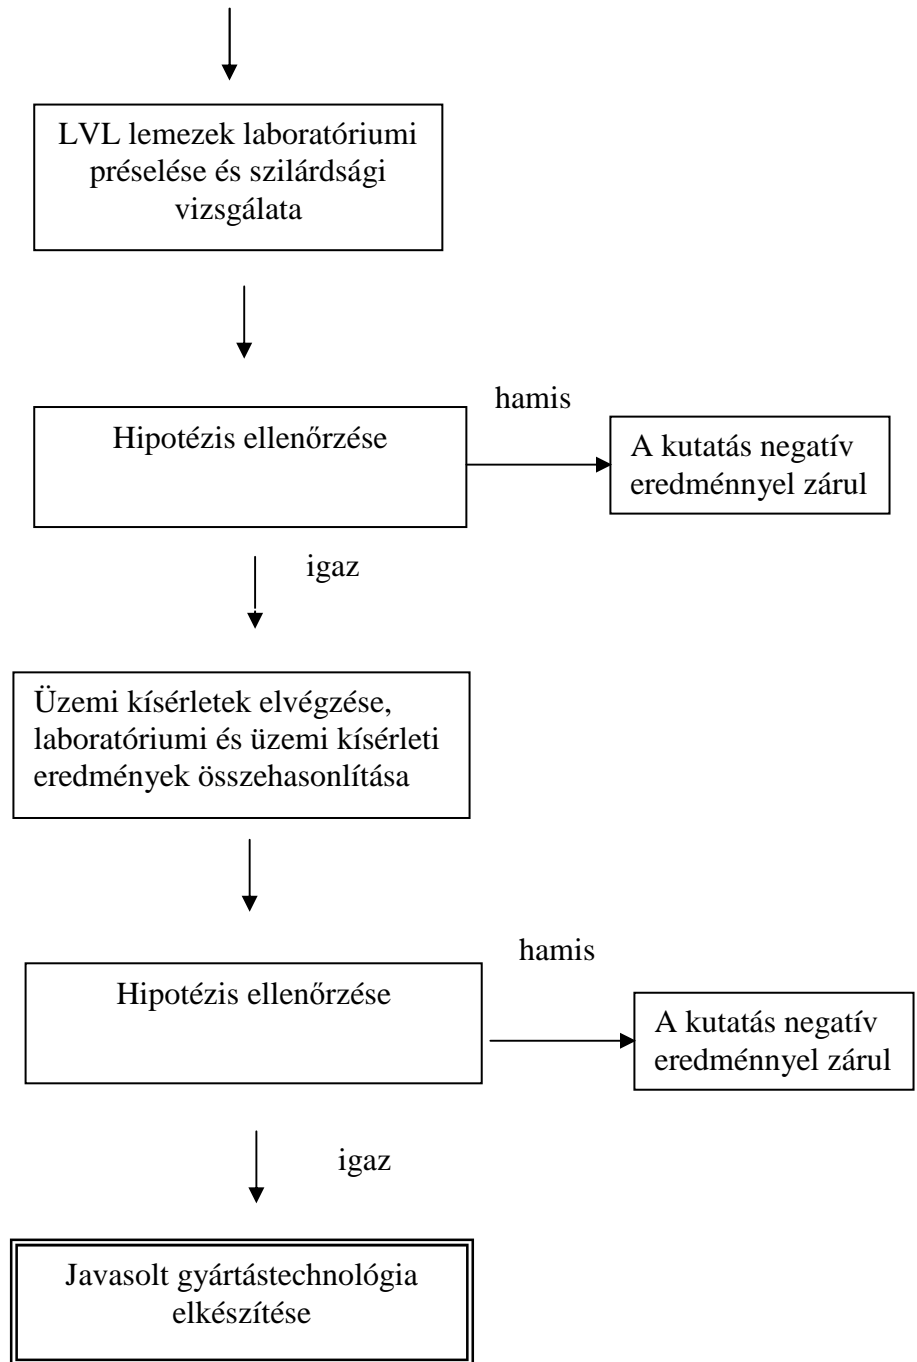 LVL lemezek laboratóriumi
préselése és szilárdsági
vizsgálata
hamis
Hipotézis ellenőrzése
A kutatás negatív
eredménnyel zárul
igaz
Üzemi kísérletek elvégzése,
laboratóriumi és üzemi kísérleti
eredmények összehasonlítása
hamis
Hipotézis ellenőrzése
A kutatás negatív
eredménnyel zárul
igaz
Javasolt gyártástechnológia
elkészítése